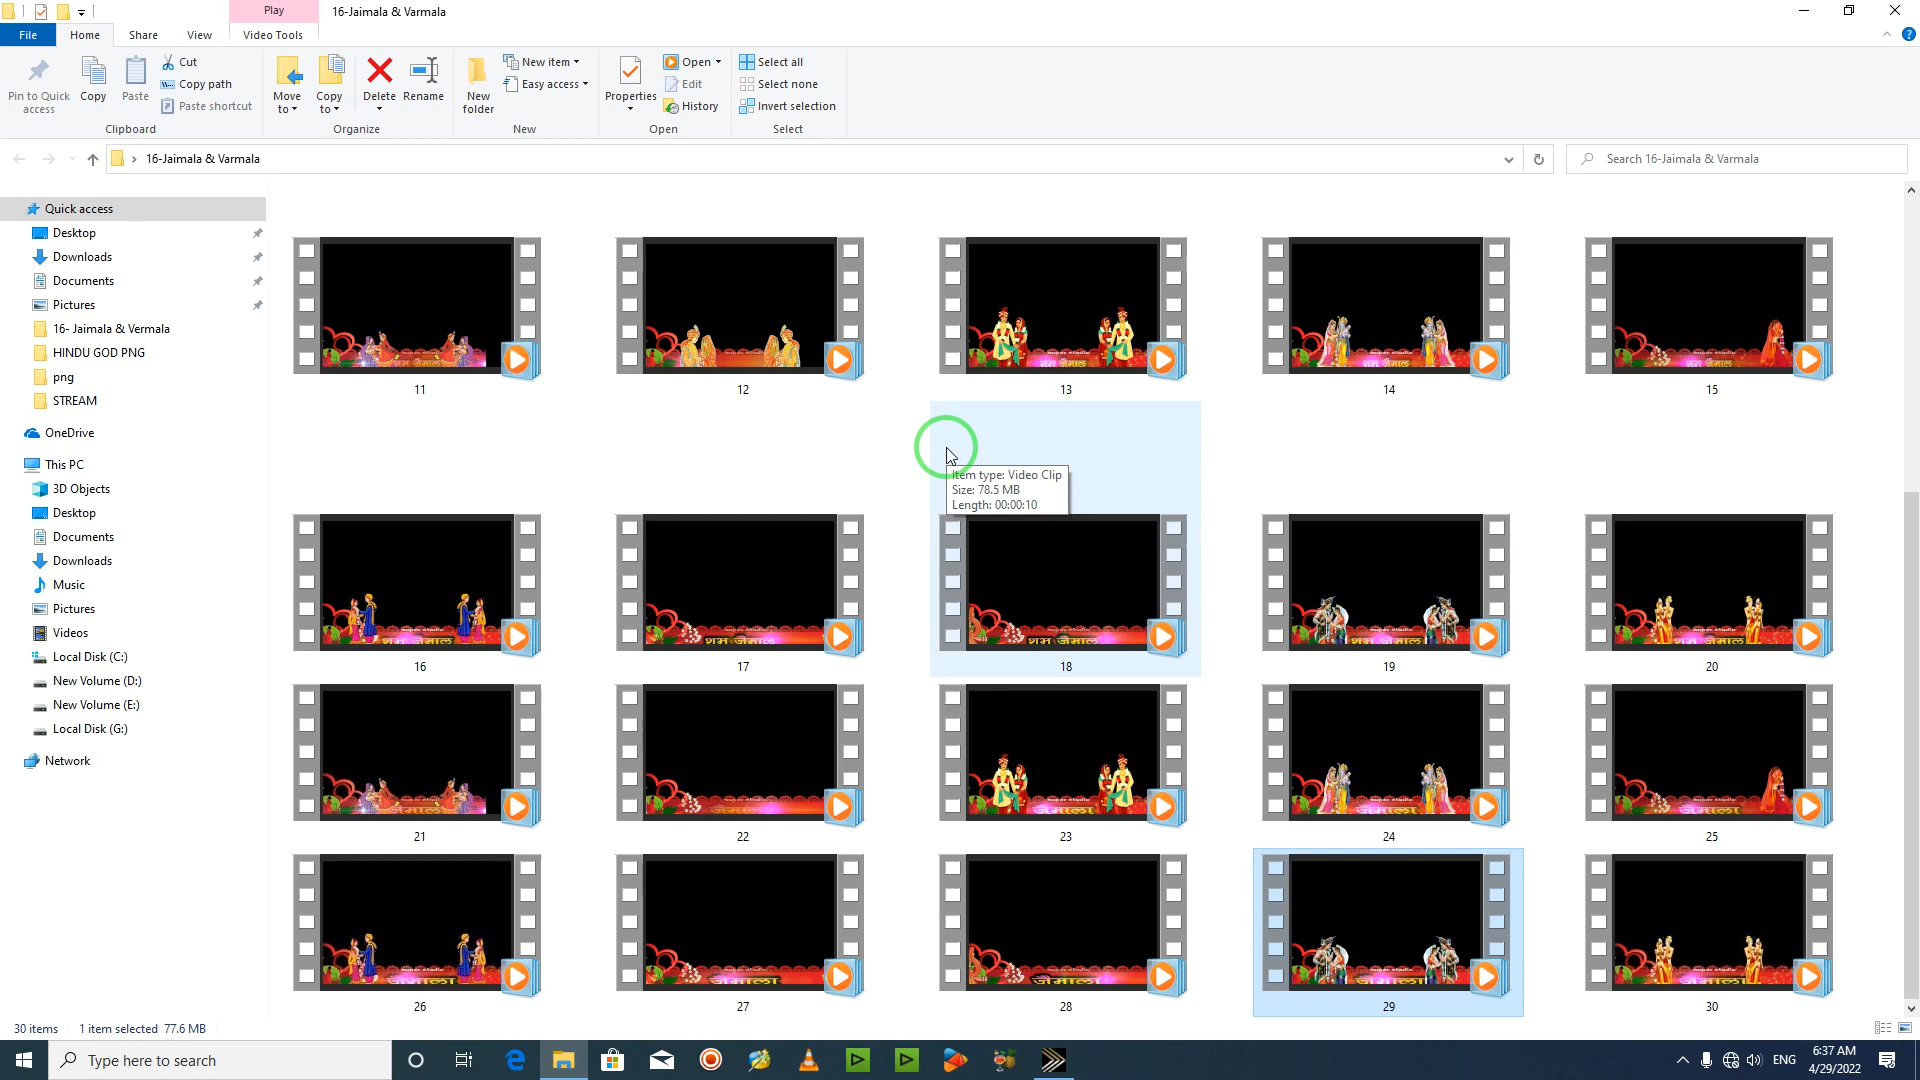 Play
16-Jaimala & Varmala
File
Home
Share
View
Video Tools
Pin to Quick access
Copy
Paste
Cut
Copy path
Paste shortcut
Clipboard
Move to
Copy to
Delete
Rename
Organize
New folder
New item
Easy access
New
Properties
Open
Edit
History
Open
Select all
Select none
Invert selection
Select
16-Jaimala & Varmala
Search 16-Jaimala & Varmala
Quick access
Desktop
Downloads
Documents
Pictures
16- Jaimala & Vermala
HINDU GOD PNG
png
STREAM
OneDrive
This PC
3D Objects
Desktop
Documents
Downloads
Music
Pictures
Videos
Local Disk (C:)
New Volume (D:)
New Volume (E:)
Local Disk (G:)
Network
11
12
13
14
15
Item type: Video Clip
Size: 78.5 MB
Length: 00:00:10
16
17
18
19
20
21
22
23
24
25
26
27
28
29
30
30 items
1 item selected 77.6 MB
Type here to search
ENG
6:37 AM
4/29/2022